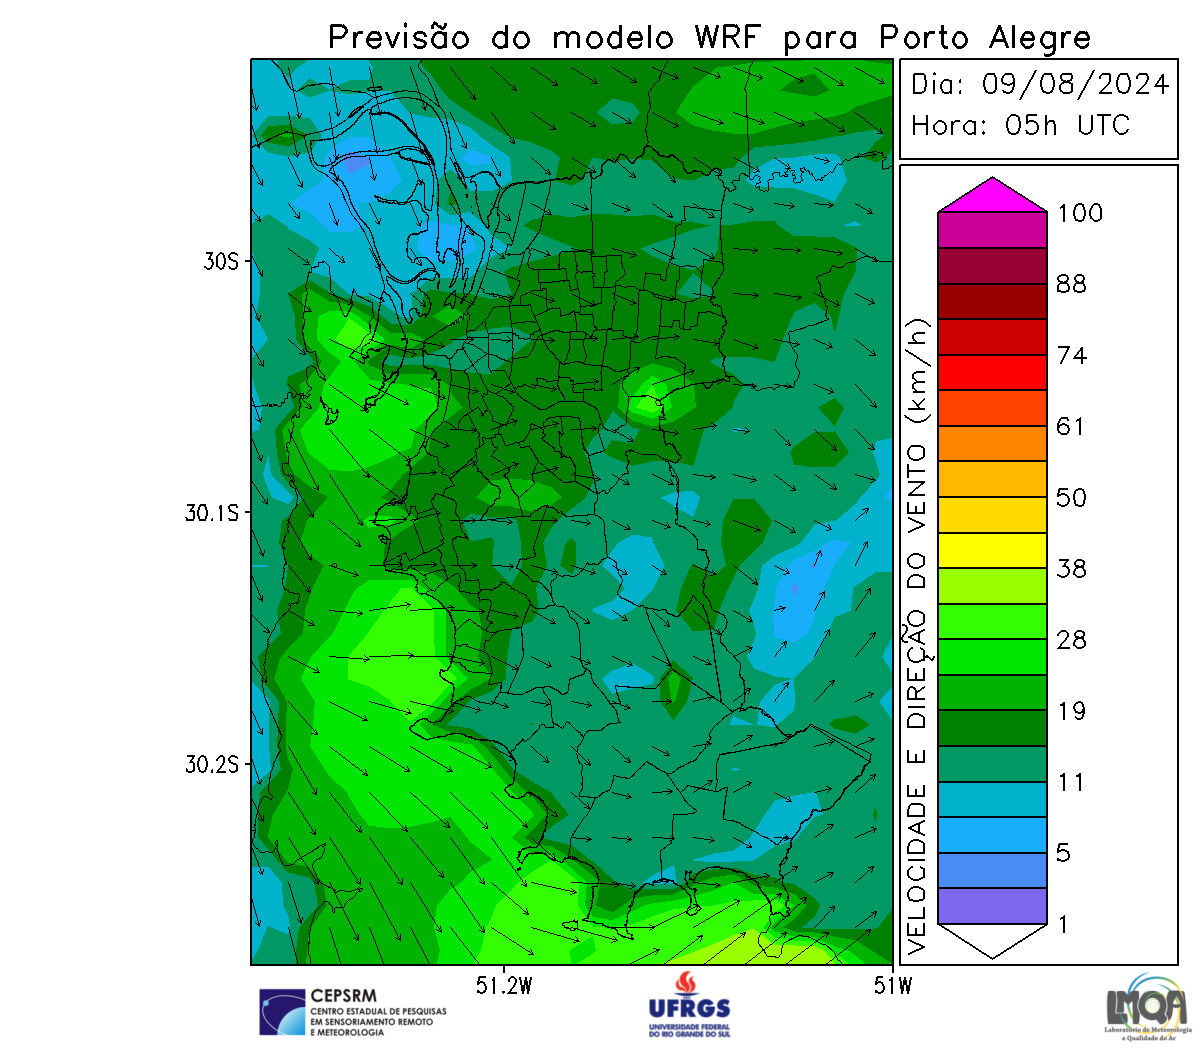 Previsão do modelo WRF para Porto Alegre
Dia: 09/08/2024
Hora: 05h UTC
30S
30.1S
30.2S
51.2W
51W
VELOCIDADE E DIREÇÃO DO VENTO (km/h)
100
88
74
61
50
38
28
19
11
5
1
CEPSRM
CENTRO ESTADUAL DE PESQUISAS
EM SENSORIAMENTO REMOTO
E METEOROLOGIA
UFRGS
UNIVERSIDADE FEDERAL
DO RIO GRANDE DO SUL
LMQA
Laboratório de Meteorologia
e Qualidade do Ar